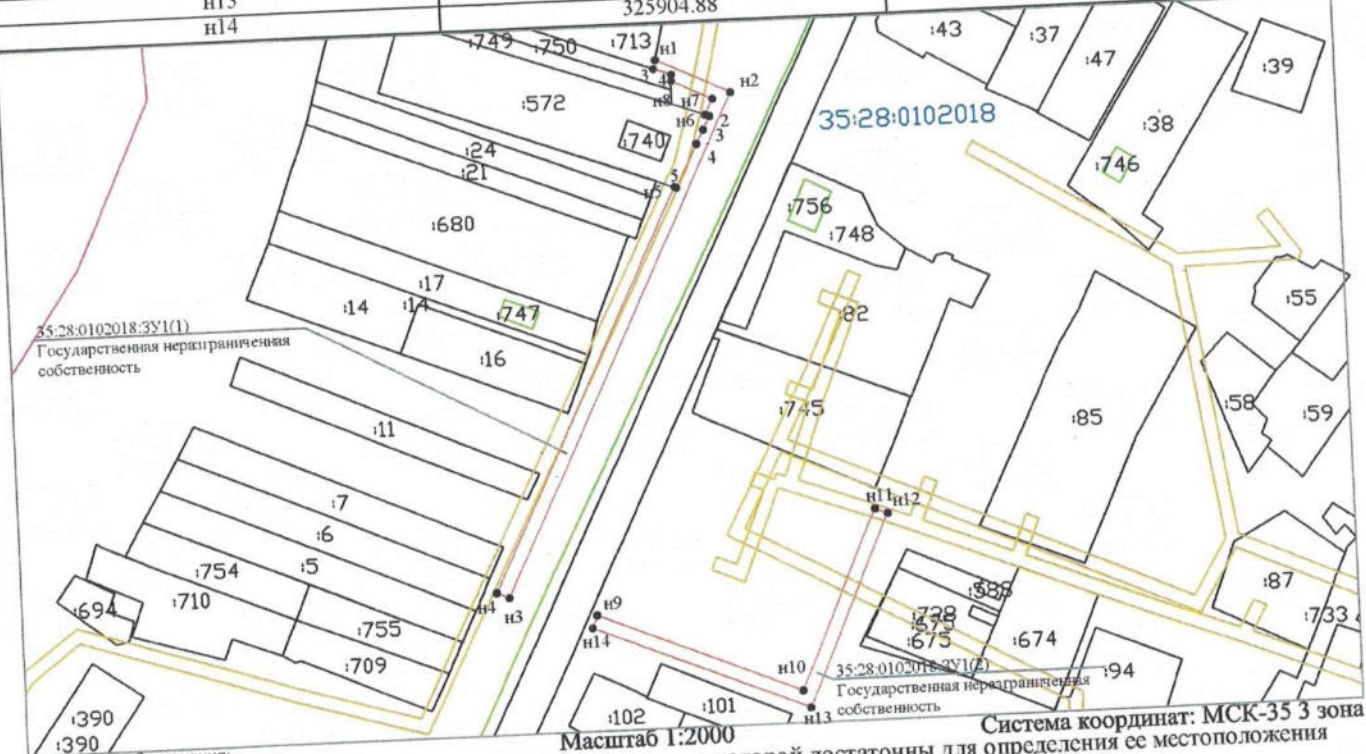 н14
325904.88
:749
:750
:713
н1
3
4
н8
н7
н2
н6
2
3
4
:572
:740
:24
:21
5
н5
:680
:17
:14
:14
:747
:16
35:28:0102018
:43
:37
:47
:39
:38
:746
:756
:748
:82
:745
:85
:55
:58
:59
35:28:0102018:ЗУ1(1)
Государственная неразграниченная
собственность
:11
:7
:6
:5
:754
:710
:694
:755
:709
н4
н3
н11
н12
н9
н14
н10
н13
:738
:675
:674
:87
:733
:94
35:28:0102018:ЗУ1(2)
Государственная неразграниченная
собственность
:101
:102
:390
:390
Масштаб 1:2000
Система координат: МСК-35 3 зона
достаточны для определения ее местоположения